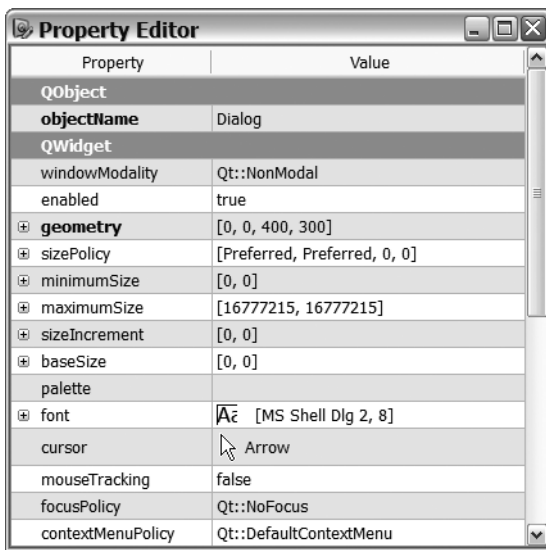 Property Editor
Property Value
QObject
objectName Dialog
QWidget
windowModality Qt::NonModal
enabled true
geometry [0, 0, 400, 300]
sizePolicy [Preferred, Preferred, 0, 0]
minimumSize [0, 0]
maximumSize [16777215, 16777215]
sizeIncrement [0, 0]
baseSize [0, 0]
palette
font [MS Shell Dlg 2, 8]
cursor Arrow
mouseTracking false
focusPolicy Qt::NoFocus
contextMenuPolicy Qt::DefaultContextMenu